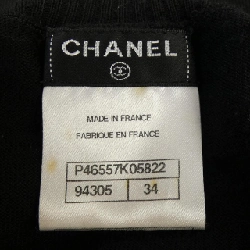 CHANEL
MADE IN FRANCE
FABRIQUE EN FRANCE
P46557K05822
94305 34